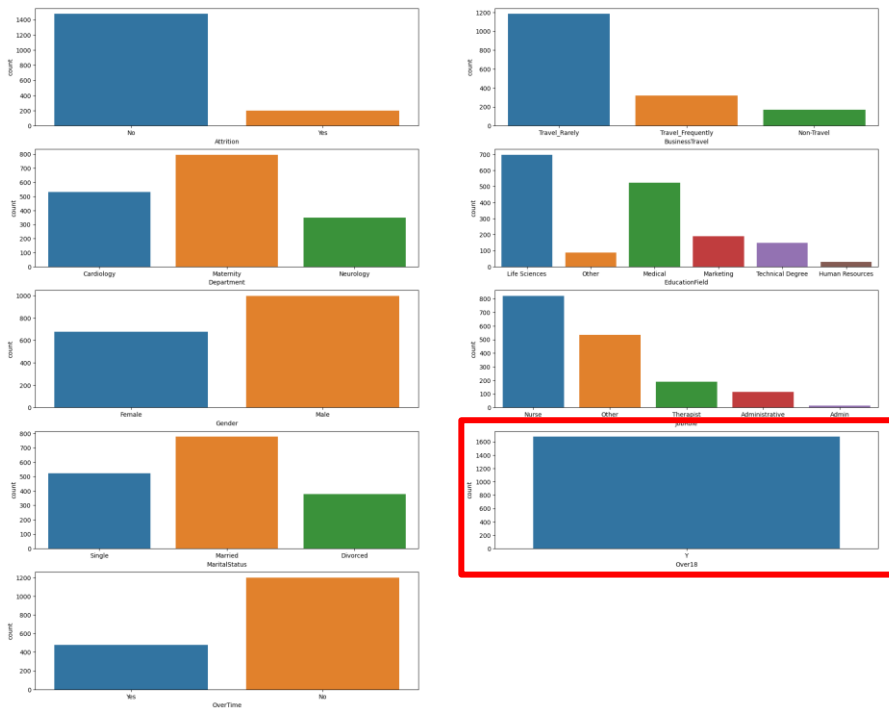 1400
1200
1000
800
600
400
200
0
count
No Yes
Attrition
1200
1000
800
600
400
200
0
count
Travel_Rarely Travel_Frequently Non-Travel
BusinessTravel
800
700
600
500
400
300
200
100
0
count
Cardiology Maternity Neurology
Department
700
600
500
400
300
200
100
0
count
Life Sciences Other Medical Marketing Technical Degree Human Resources
EducationField
1000
800
600
400
200
0
count
Female Male
Gender
800
700
600
500
400
300
200
100
0
count
Nurse Other Therapist Administrative Admin
800
700
600
500
400
300
200
100
0
count
Single Married Divorced
MaritalStatus
1600
1400
1200
1000
800
600
400
200
0
count
Y
Over18
1200
1000
800
600
400
200
0
count
Yes No
OverTime